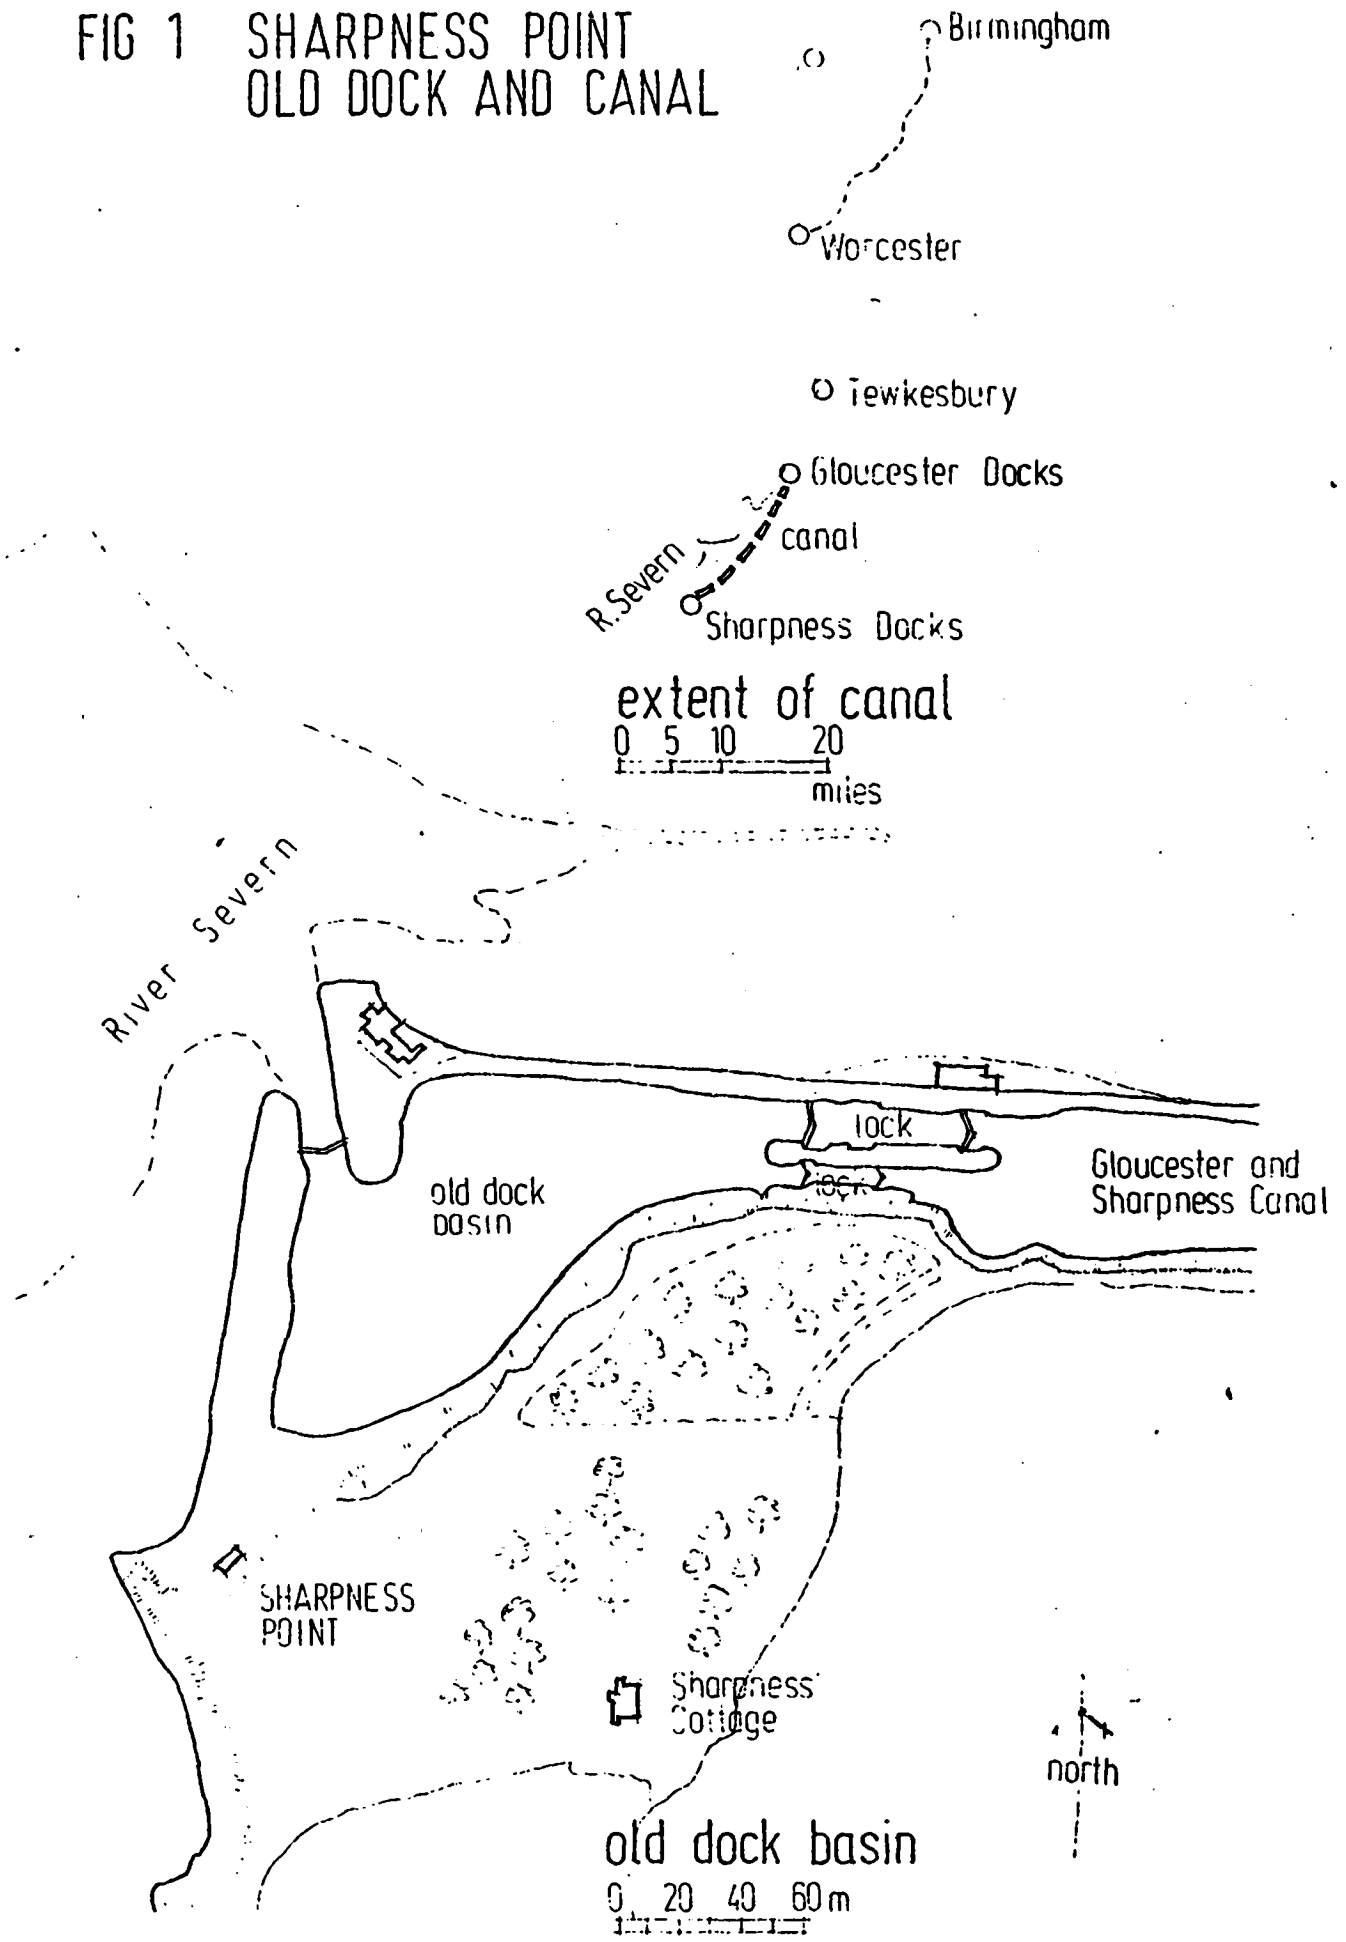 FIG 1 SHARPNESS POINT
OLD DOCK AND CANAL
Birmingham
Worcester
Tewkesbury
Gloucester Docks
canal
R. Severn
Sharpness Docks
extent of canal
0 5 10 20
miles
River Severn
lock
old dock
basin
lock
Gloucester and
Sharpness Canal
SHARPNESS
POINT
Sharpness
Cottage
north
old dock basin
0 20 40 60m